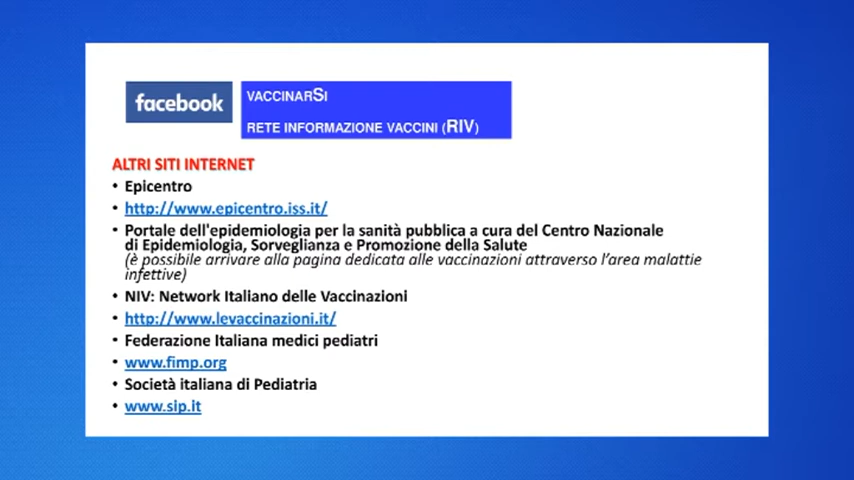 facebook
VACCINARSI
RETE INFORMAZIONE VACCINI (RIV)
ALTRI SITI INTERNET
• Epicentro
• http://www.epicentro.iss.it/
• Portale dell'epidemiologia per la sanità pubblica a cura del Centro Nazionale
di Epidemiologia, Sorveglianza e Promozione della Salute
(è possibile arrivare alla pagina dedicata alle vaccinazioni attraverso l'area malattie
infettive)
• NIV: Network Italiano delle Vaccinazioni
• http://www.levaccinazioni.it/
• Federazione Italiana medici pediatri
• www.fimp.org
• Società italiana di Pediatria
• www.sip.it